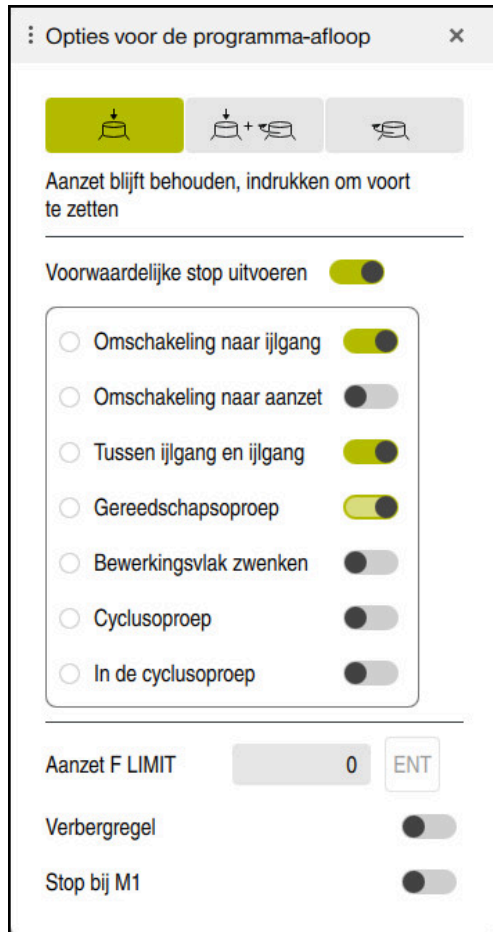 Opties voor de programma-afloop
Aanzet blijft behouden, indrukken om voort
te zetten
Voorwaardelijke stop uitvoeren
Omschakeling naar ijlgang
Omschakeling naar aanzet
Tussen ijlgang en ijlgang
Gereedschapsoproep
Bewerkingsvlak zwenken
Cyclusoproep
In de cyclusoproep
Aanzet F LIMIT 0 ENT
Verbergregel
Stop bij M1